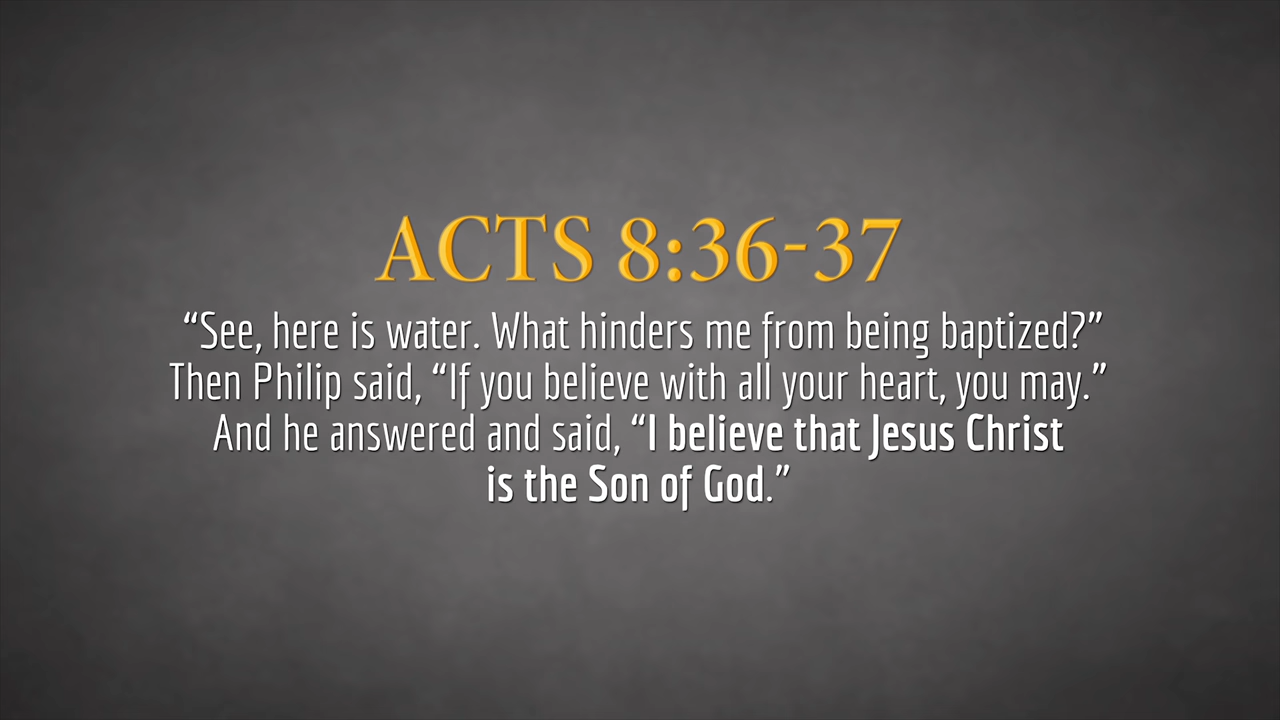 ACTS 8:36-37
“See, here is water. What hinders me from being baptized?”
Then Philip said, “If you believe with all your heart, you may.”
And he answered and said, “I believe that Jesus Christ
is the Son of God.”